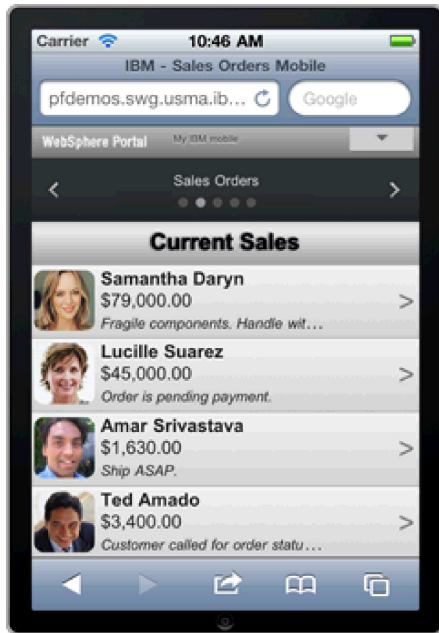 Carrier 10:46 AM
IBM - Sales Orders Mobile
pfdemos.swg.usma.ib... Google
WebSphere Portal My IBM mobile
Sales Orders
Current Sales
Samantha Daryn
$79,000.00
Fragile components. Handle wit...
Lucille Suarez
$45,000.00
Order is pending payment.
Amar Srivastava
$1,630.00
Ship ASAP.
Ted Amado
$3,400.00
Customer called for order statu...